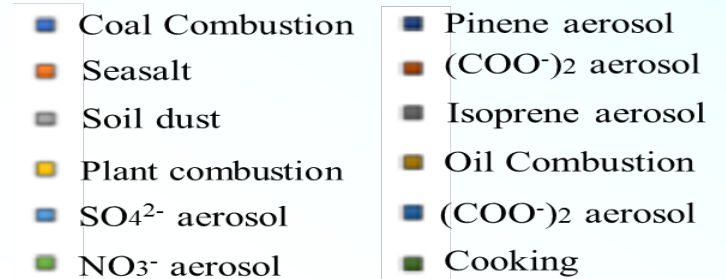 Coal Combustion
Seasalt
Soil dust
Plant combustion
SO4²⁻ aerosol
NO3⁻ aerosol
Pinene aerosol
(COO⁻)2 aerosol
Isoprene aerosol
Oil Combustion
(COO⁻)2 aerosol
Cooking